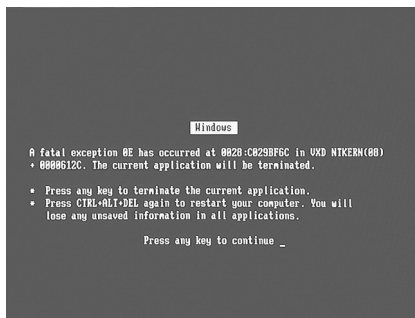 Windows
A fatal exception 0E has occurred at 0028:C029BF6C in VXD NTKERN(08)
+ 0000612C. The current application will be terminated.
* Press any key to terminate the current application.
* Press CTRL+ALT+DEL again to restart your computer. You will
lose any unsaved information in all applications.
Press any key to continue _